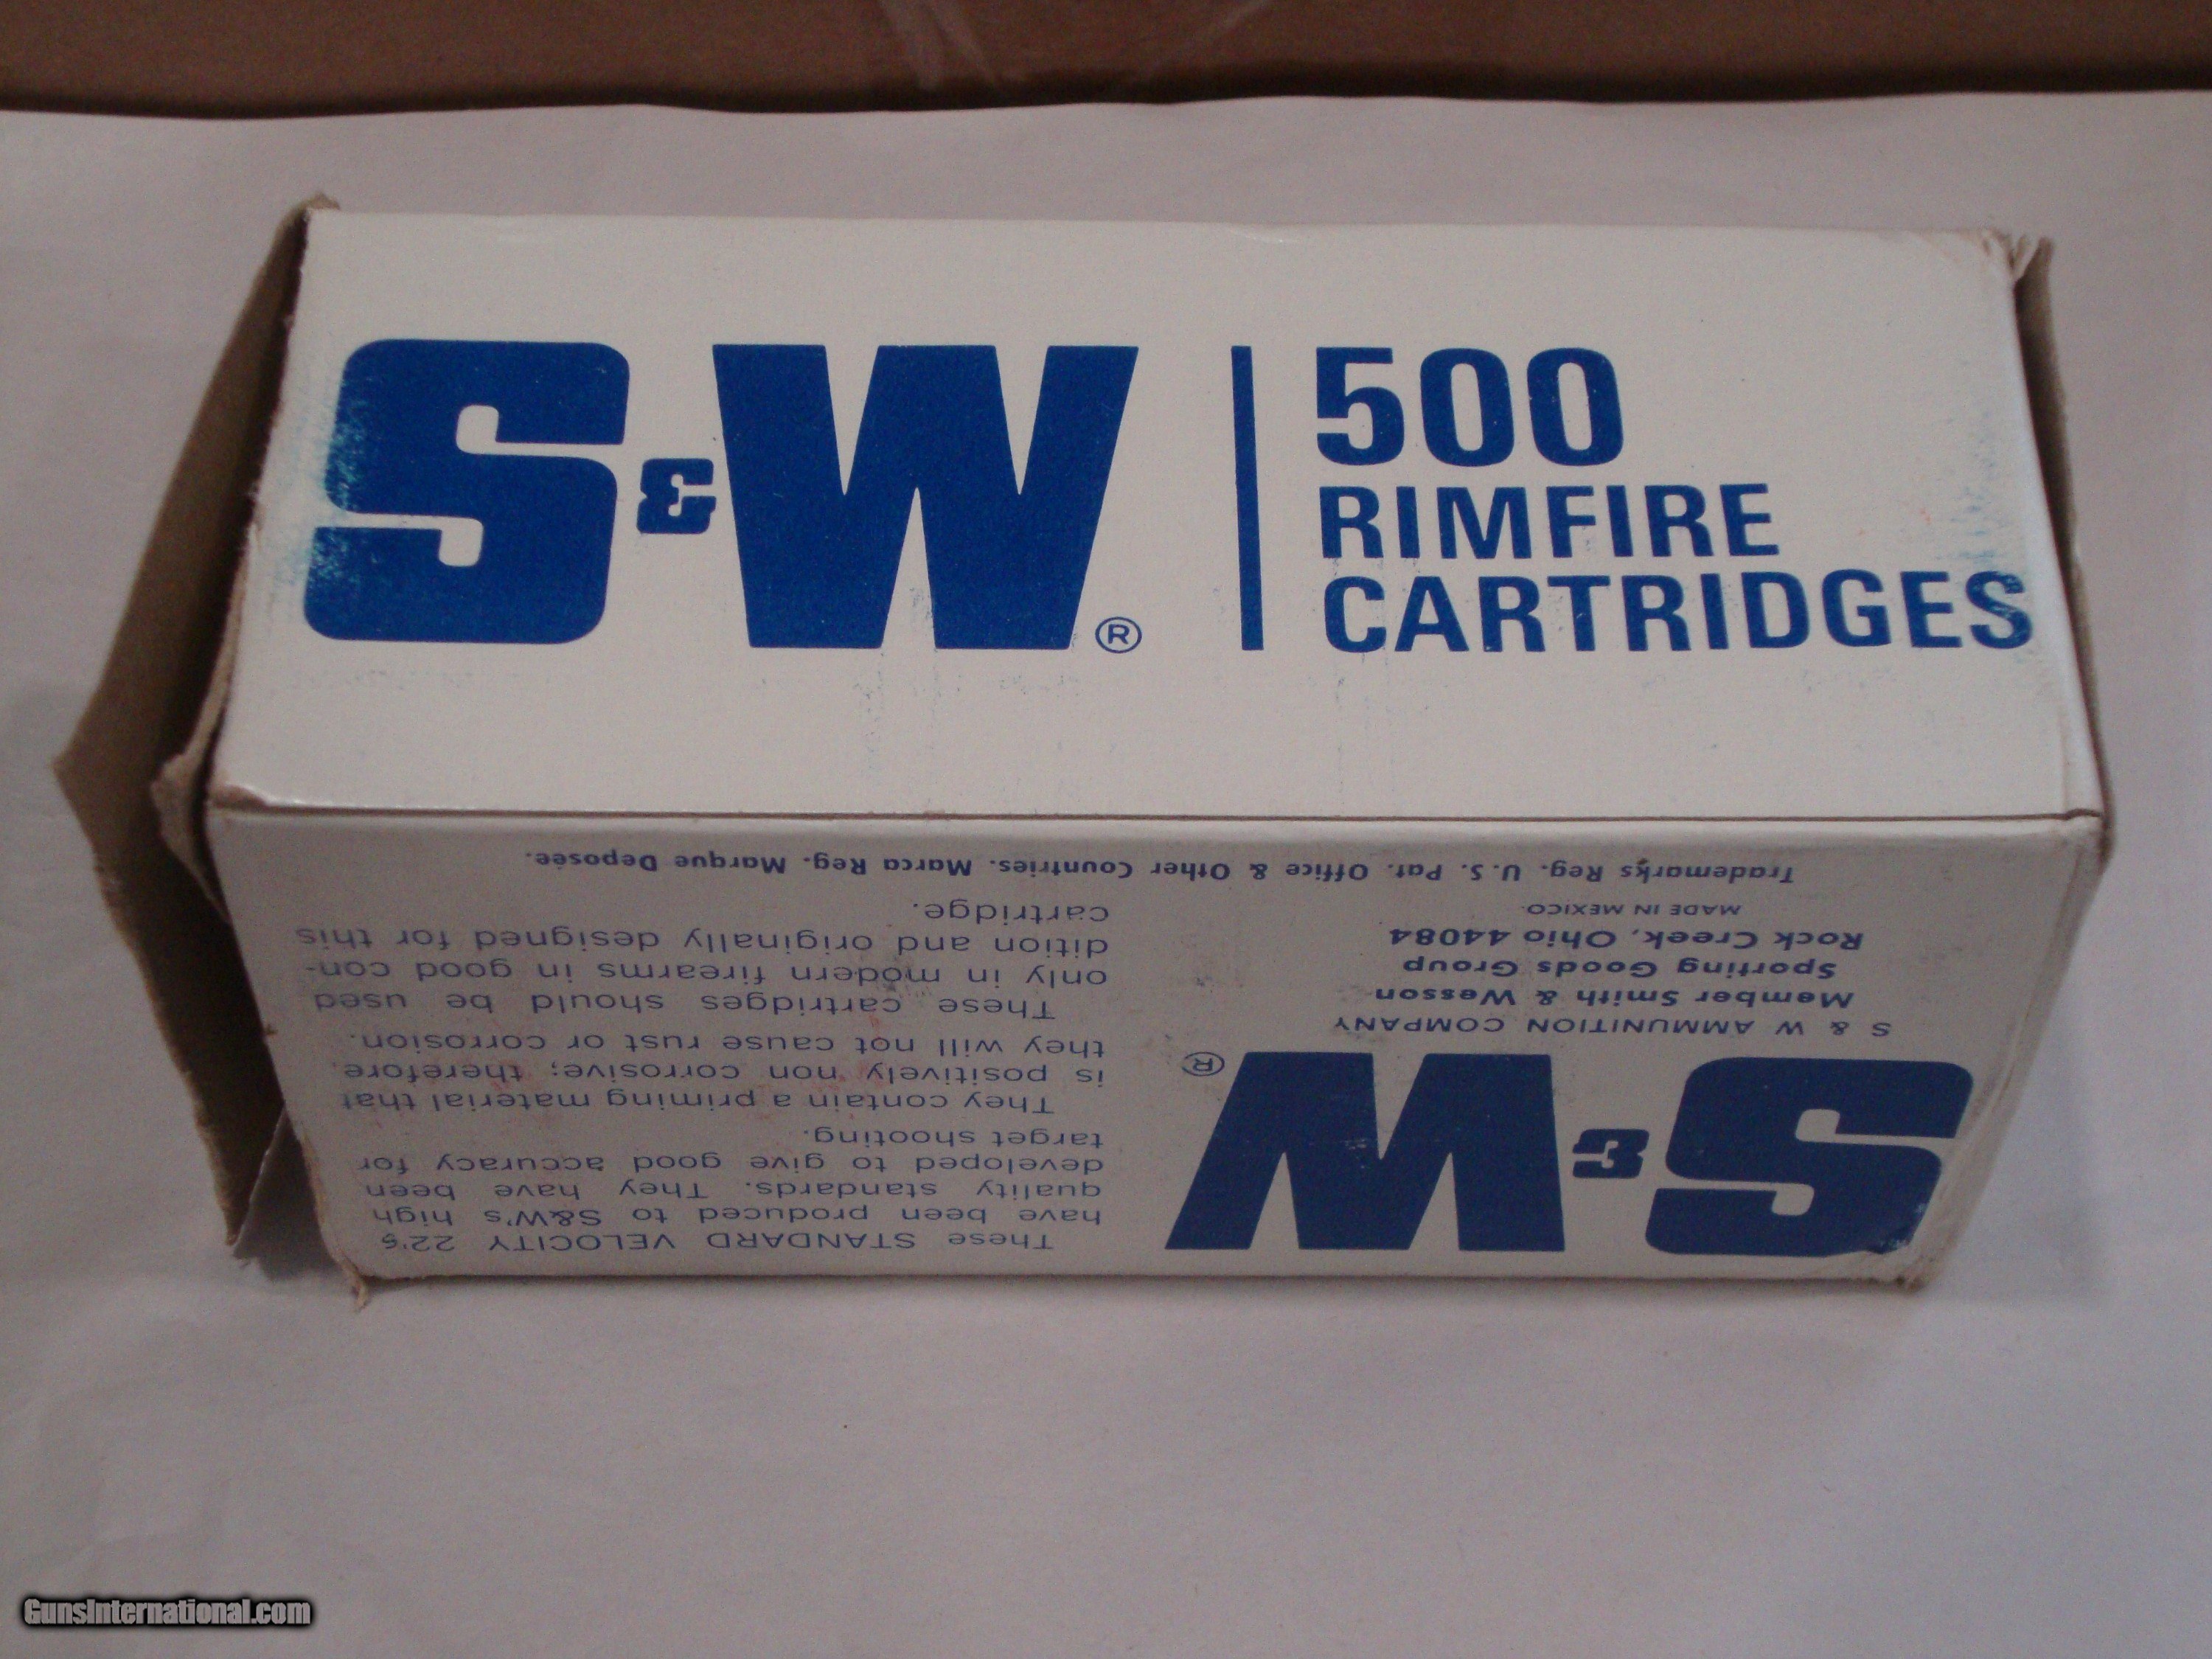 S&W®
500
RIMFIRE
CARTRIDGES
S&W®
S & W AMMUNITION COMPANY
Member Smith & Wesson
Sporting Goods Group
Rock Creek, Ohio 44084
MADE IN MEXICO
These STANDARD VELOCITY 22's
have been produced to S&W's high
quality standards. They have been
developed to give good accuracy for
target shooting.
They contain a priming material that
is positively non corrosive; therefore,
they will not cause rust or corrosion.
These cartridges should be used
only in modern firearms in good con-
dition and originally designed for this
cartridge.
Trademarks Reg. U.S. Pat. Office & Other Countries. Marca Reg. Marque Deposée.
GunsInternational.com